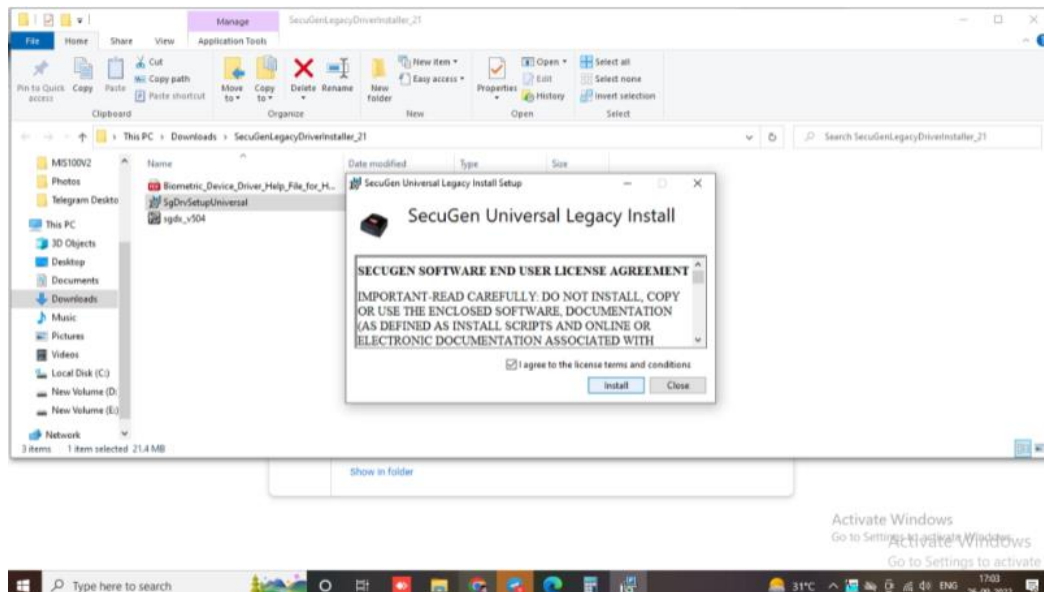 Manage
SecuGenLegacyDriverInstaller_21
File Home Share View Application Tools
Pin to Quick access
Copy
Paste
Cut
Copy path
Paste shortcut
Move to
Copy to
Delete
Rename
New folder
New item
Easy access
Properties
Open
Edit
History
Select all
Select none
Invert selection
Clipboard Organize New Open Select
This PC › Downloads › SecuGenLegacyDriverInstaller_21
Search SecuGenLegacyDriverInstaller_21
Name Date modified Type Size
MIS100V2
Photos
Telegram Deskto
This PC
3D Objects
Desktop
Documents
Downloads
Music
Pictures
Videos
Local Disk (C:)
New Volume (D:
New Volume (E:)
Network
Biometric_Device_Driver_Help_File_for_H...
SgDrvSetupUniversal
sgdx_v504
SecuGen Universal Legacy Install Setup
SecuGen Universal Legacy Install
SECUGEN SOFTWARE END USER LICENSE AGREEMENT
IMPORTANT-READ CAREFULLY: DO NOT INSTALL, COPY
OR USE THE ENCLOSED SOFTWARE, DOCUMENTATION
(AS DEFINED AS INSTALL SCRIPTS AND ONLINE OR
ELECTRONIC DOCUMENTATION ASSOCIATED WITH
I agree to the license terms and conditions
Install Close
3 items 1 item selected 21.4 MB
Show in folder
Activate Windows
Go to Settings to activate Windows
Activate Windows
Go to Settings to activate
Type here to search
31°C
ENG
17:03